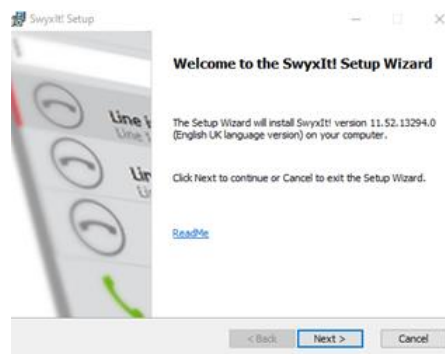 SwyxIt! Setup
Welcome to the SwyxIt! Setup Wizard
Line
Line
The Setup Wizard will install SwyxIt! version 11.52.13294.0
(English UK language version) on your computer.
Click Next to continue or Cancel to exit the Setup Wizard.
ReadMe
< Back
Next >
Cancel